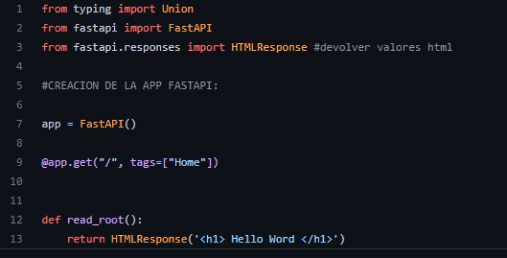 1 from typing import Union
2 from fastapi import FastAPI
3 from fastapi.responses import HTMLResponse #devolver valores html
4
5 #CREACION DE LA APP FASTAPI:
6
7 app = FastAPI()
8
9 @app.get("/", tags=["Home"])
10
11
12 def read_root():
13     return HTMLResponse('<h1> Hello Word </h1>')